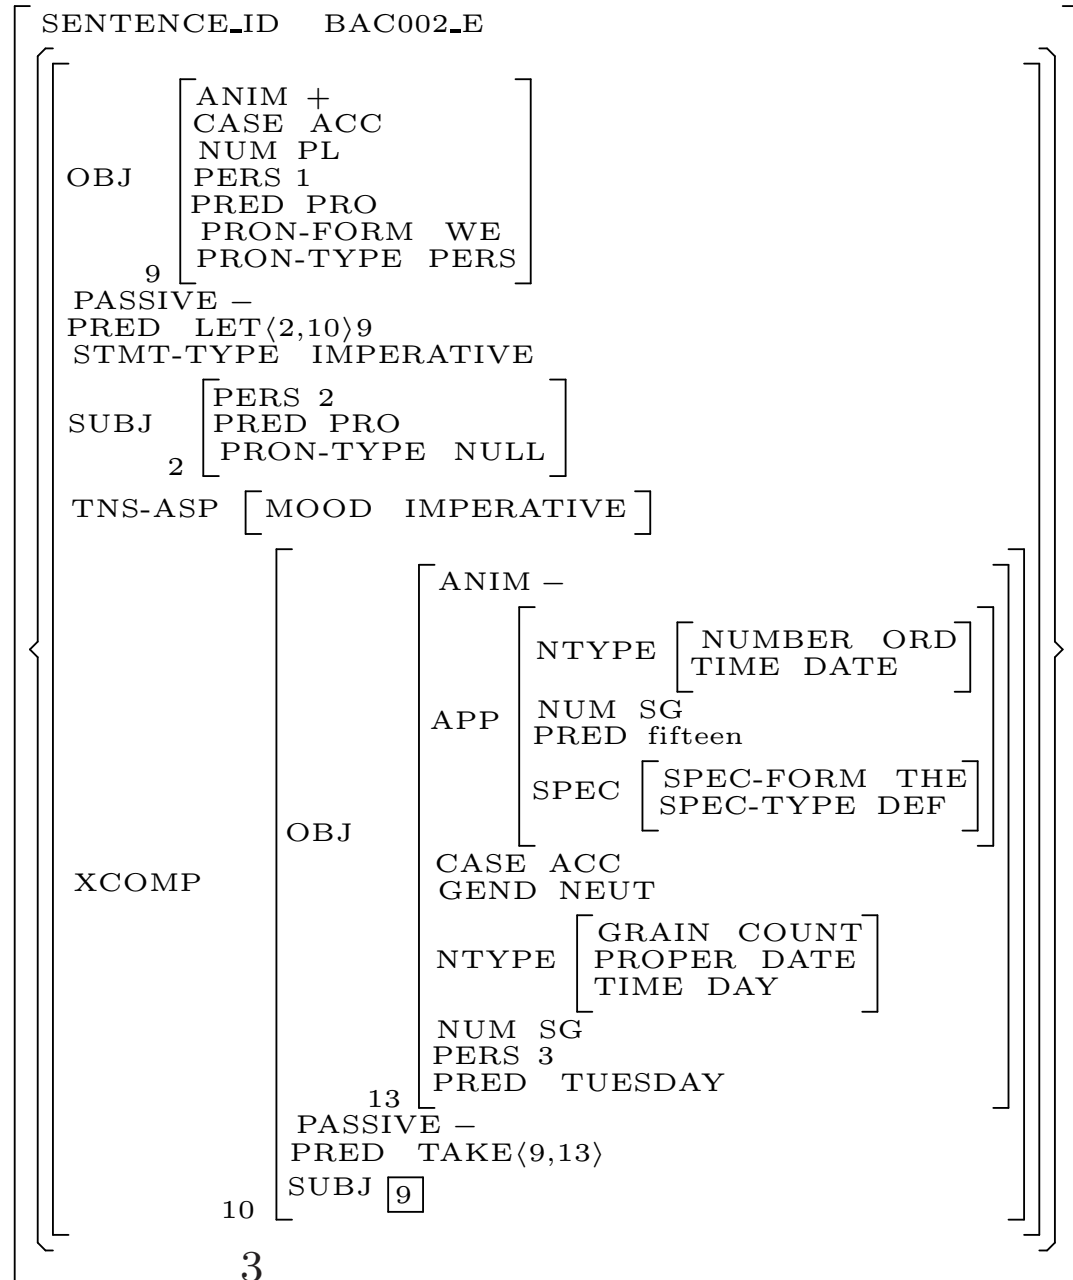 SENTENCE_ID BAC002_E
ANIM +
CASE ACC
NUM PL
OBJ PERS 1
PRED PRO
PRON-FORM WE
PRON-TYPE PERS
9
PASSIVE −
PRED LET⟨2,10⟩9
STMT-TYPE IMPERATIVE
PERS 2
SUBJ PRED PRO
PRON-TYPE NULL
2
TNS-ASP MOOD IMPERATIVE
ANIM −
NUMBER ORD
NTYPE TIME DATE
NUM SG
APP PRED fifteen
SPEC-FORM THE
SPEC SPEC-TYPE DEF
OBJ
CASE ACC
XCOMP GEND NEUT
GRAIN COUNT
NTYPE PROPER DATE
TIME DAY
NUM SG
PERS 3
PRED TUESDAY
13
PASSIVE −
PRED TAKE⟨9,13⟩
SUBJ 9
10
3